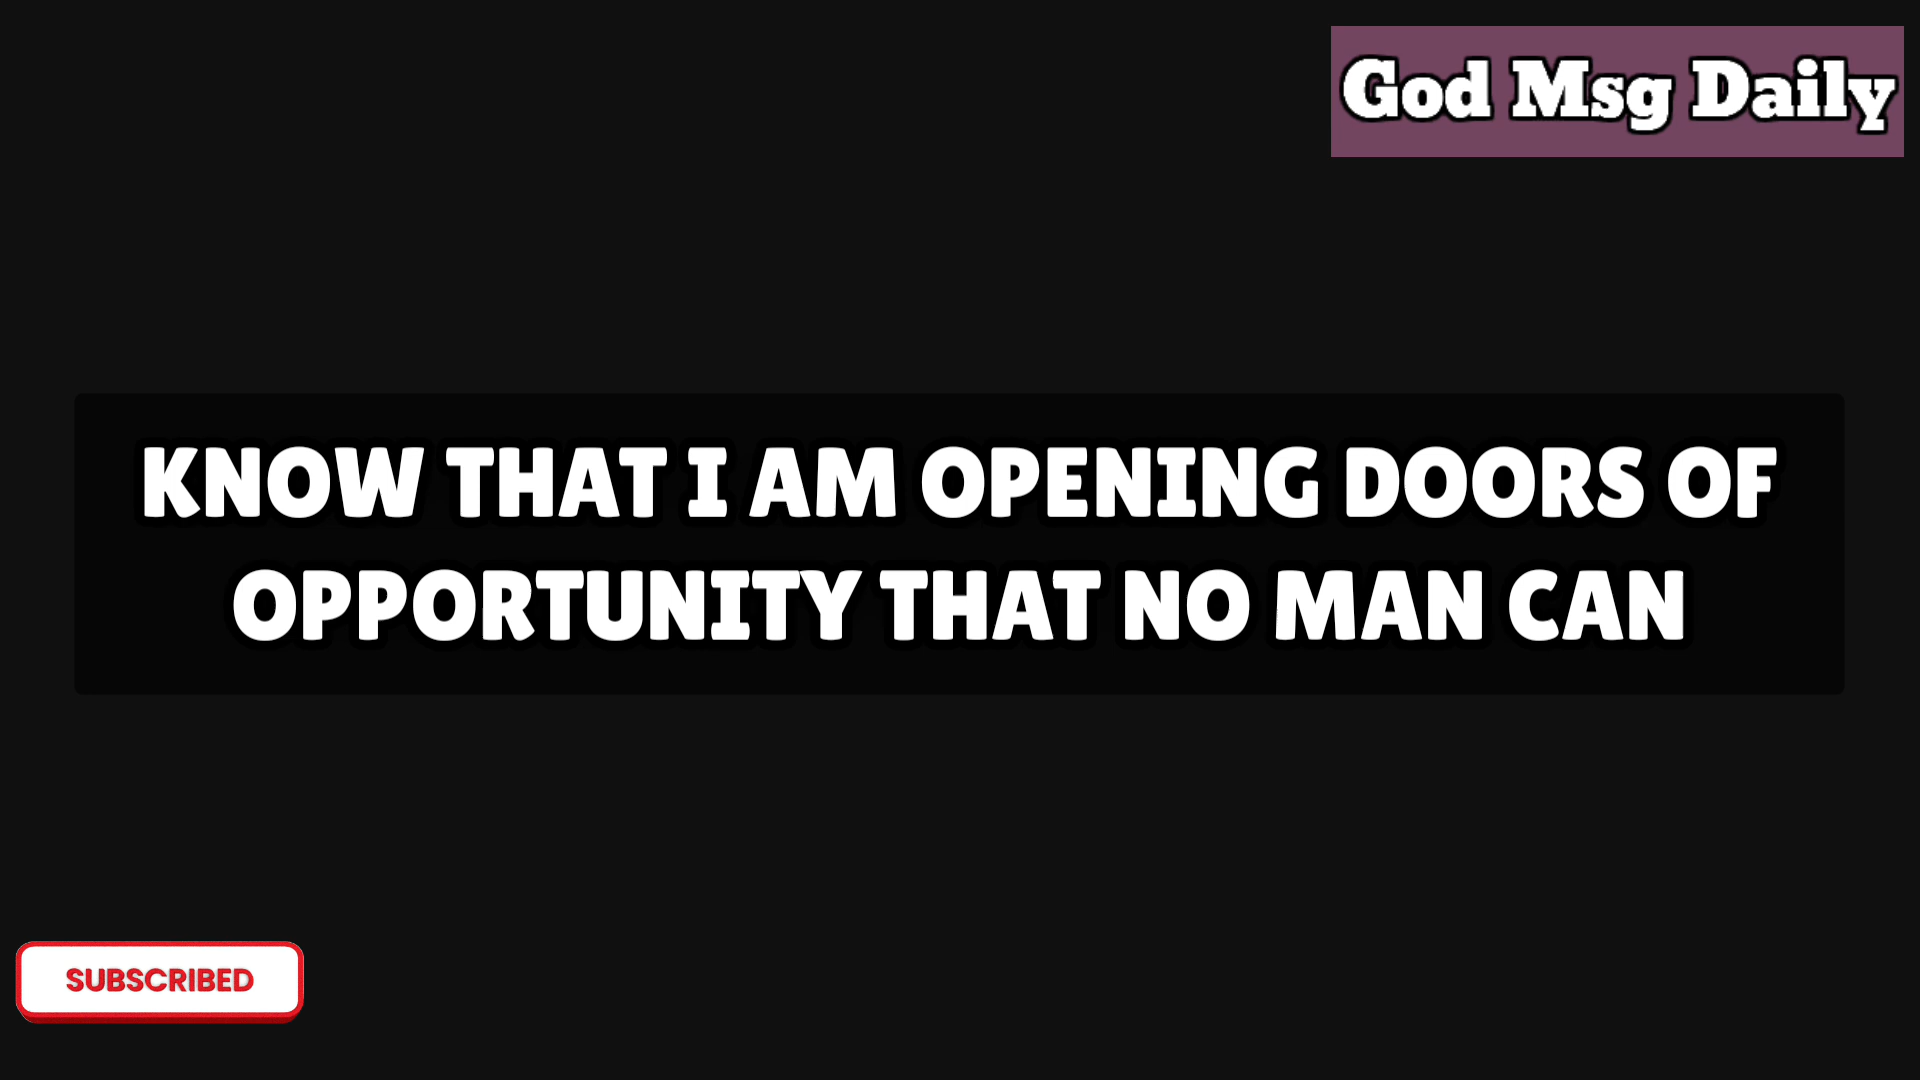 God Msg Daily
KNOW THAT I AM OPENING DOORS OF
OPPORTUNITY THAT NO MAN CAN
SUBSCRIBED